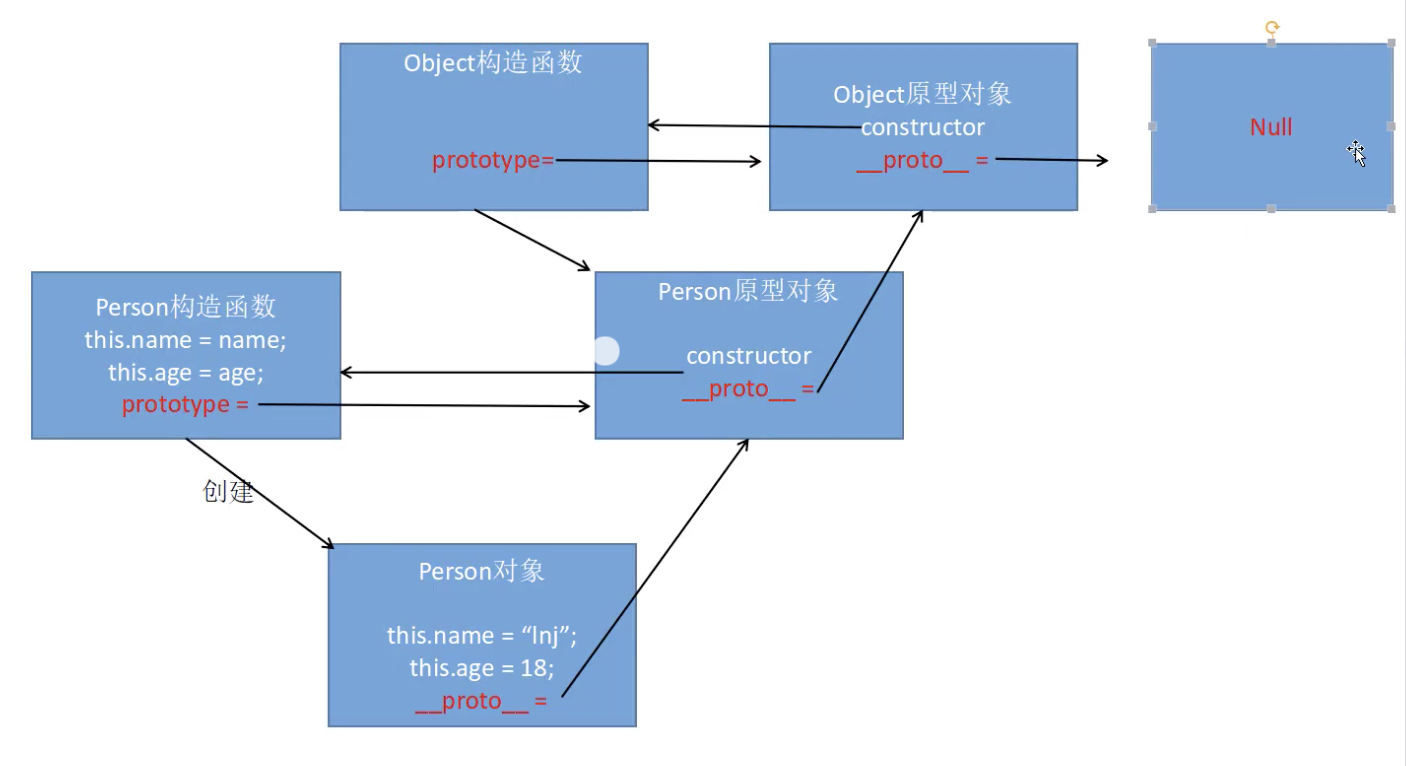 Object构造函数
prototype=
Object原型对象
constructor
__proto__ =
Null
Person构造函数
this.name = name;
this.age = age;
prototype =
Person原型对象
constructor
__proto__ =
创建
Person对象
this.name = “lnj”;
this.age = 18;
__proto__ =